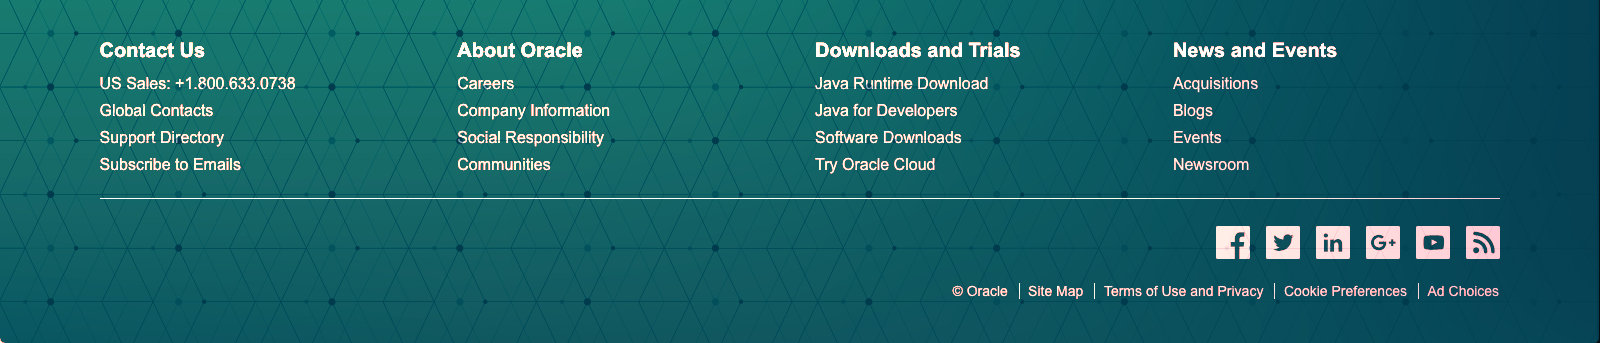 Contact Us
US Sales: +1.800.633.0738
Global Contacts
Support Directory
Subscribe to Emails
About Oracle
Careers
Company Information
Social Responsibility
Communities
Downloads and Trials
Java Runtime Download
Java for Developers
Software Downloads
Try Oracle Cloud
News and Events
Acquisitions
Blogs
Events
Newsroom
© Oracle | Site Map | Terms of Use and Privacy | Cookie Preferences | Ad Choices